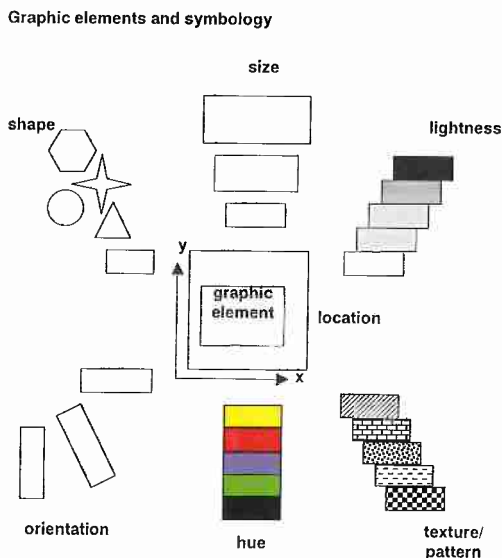 Graphic elements and symbology
size
shape
lightness
y
graphic
element
location
x
orientation
hue
texture/
pattern